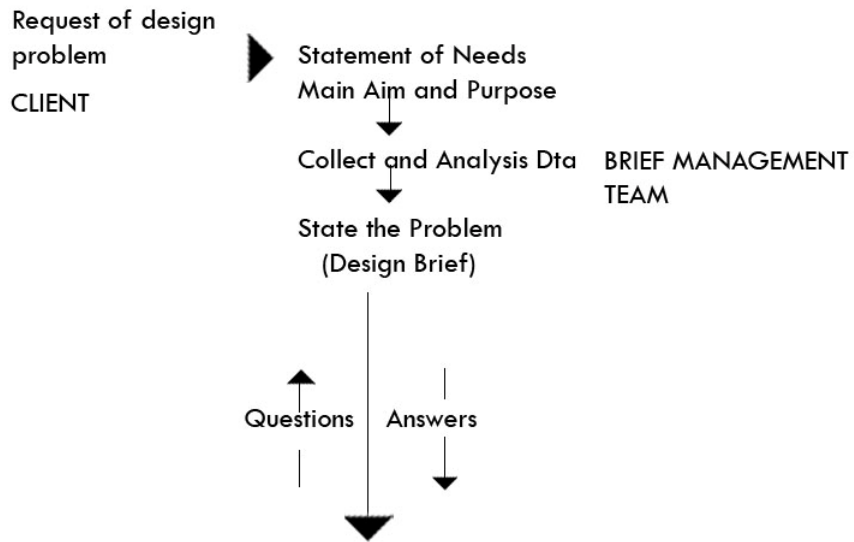 Request of design
problem
CLIENT
Statement of Needs
Main Aim and Purpose
Collect and Analysis Dta
BRIEF MANAGEMENT
TEAM
State the Problem
(Design Brief)
Questions
Answers